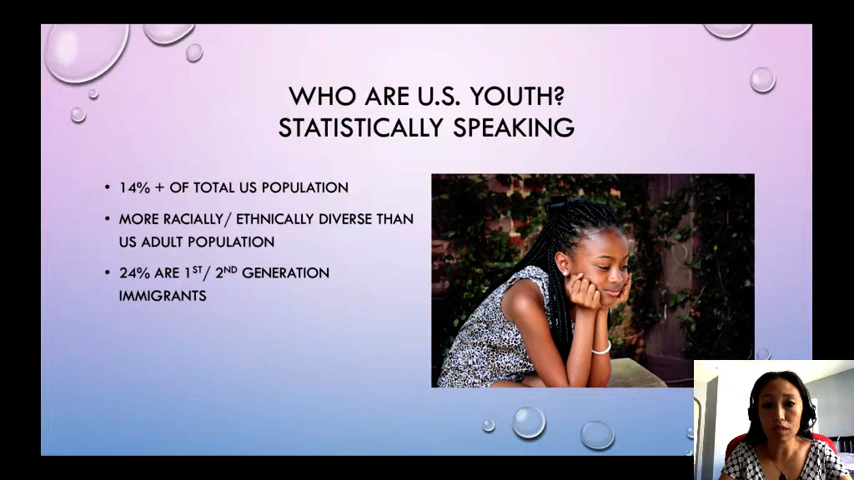 WHO ARE U.S. YOUTH?
STATISTICALLY SPEAKING
• 14% + OF TOTAL US POPULATION
• MORE RACIALLY/ ETHNICALLY DIVERSE THAN
US ADULT POPULATION
• 24% ARE 1ST/ 2ND GENERATION
IMMIGRANTS